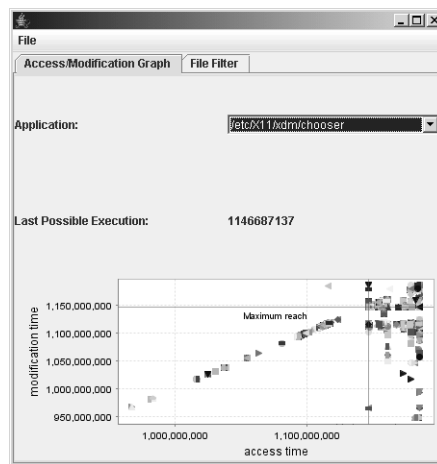 File
Access/Modification Graph File Filter
Application: /etc/X11/xdm/chooser
Last Possible Execution: 1146687137
Maximum reach
modification time
1,150,000,000
1,100,000,000
1,050,000,000
1,000,000,000
950,000,000
1,000,000,000 1,100,000,000
access time